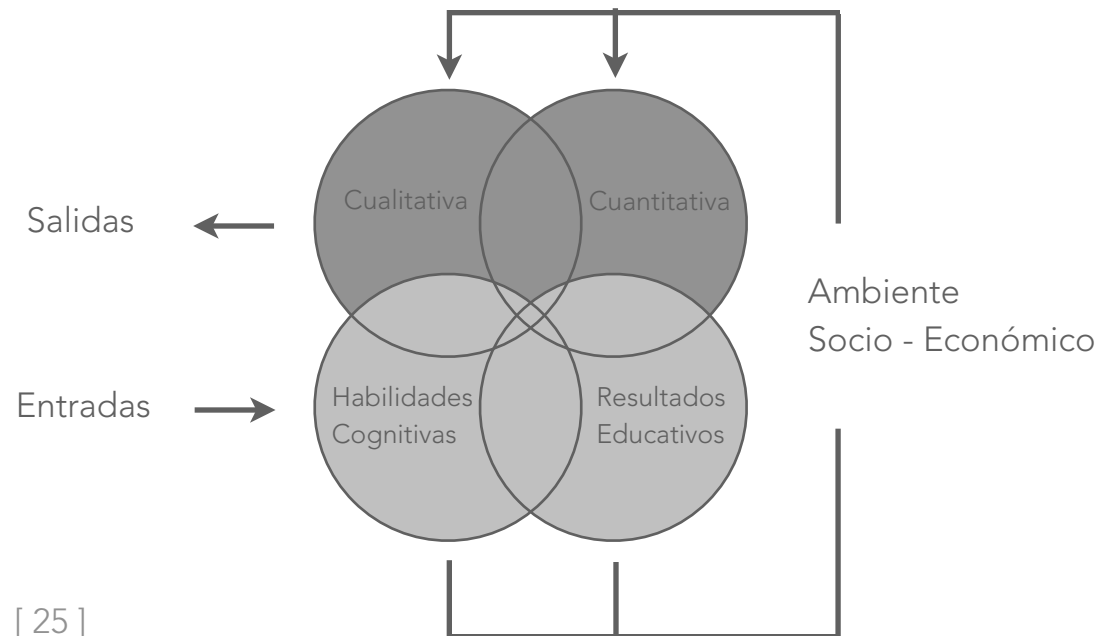 Cualitativa
Cuantitativa
Salidas
Ambiente
Socio - Económico
Entradas
Habilidades
Cognitivas
Resultados
Educativos
[ 25 ]